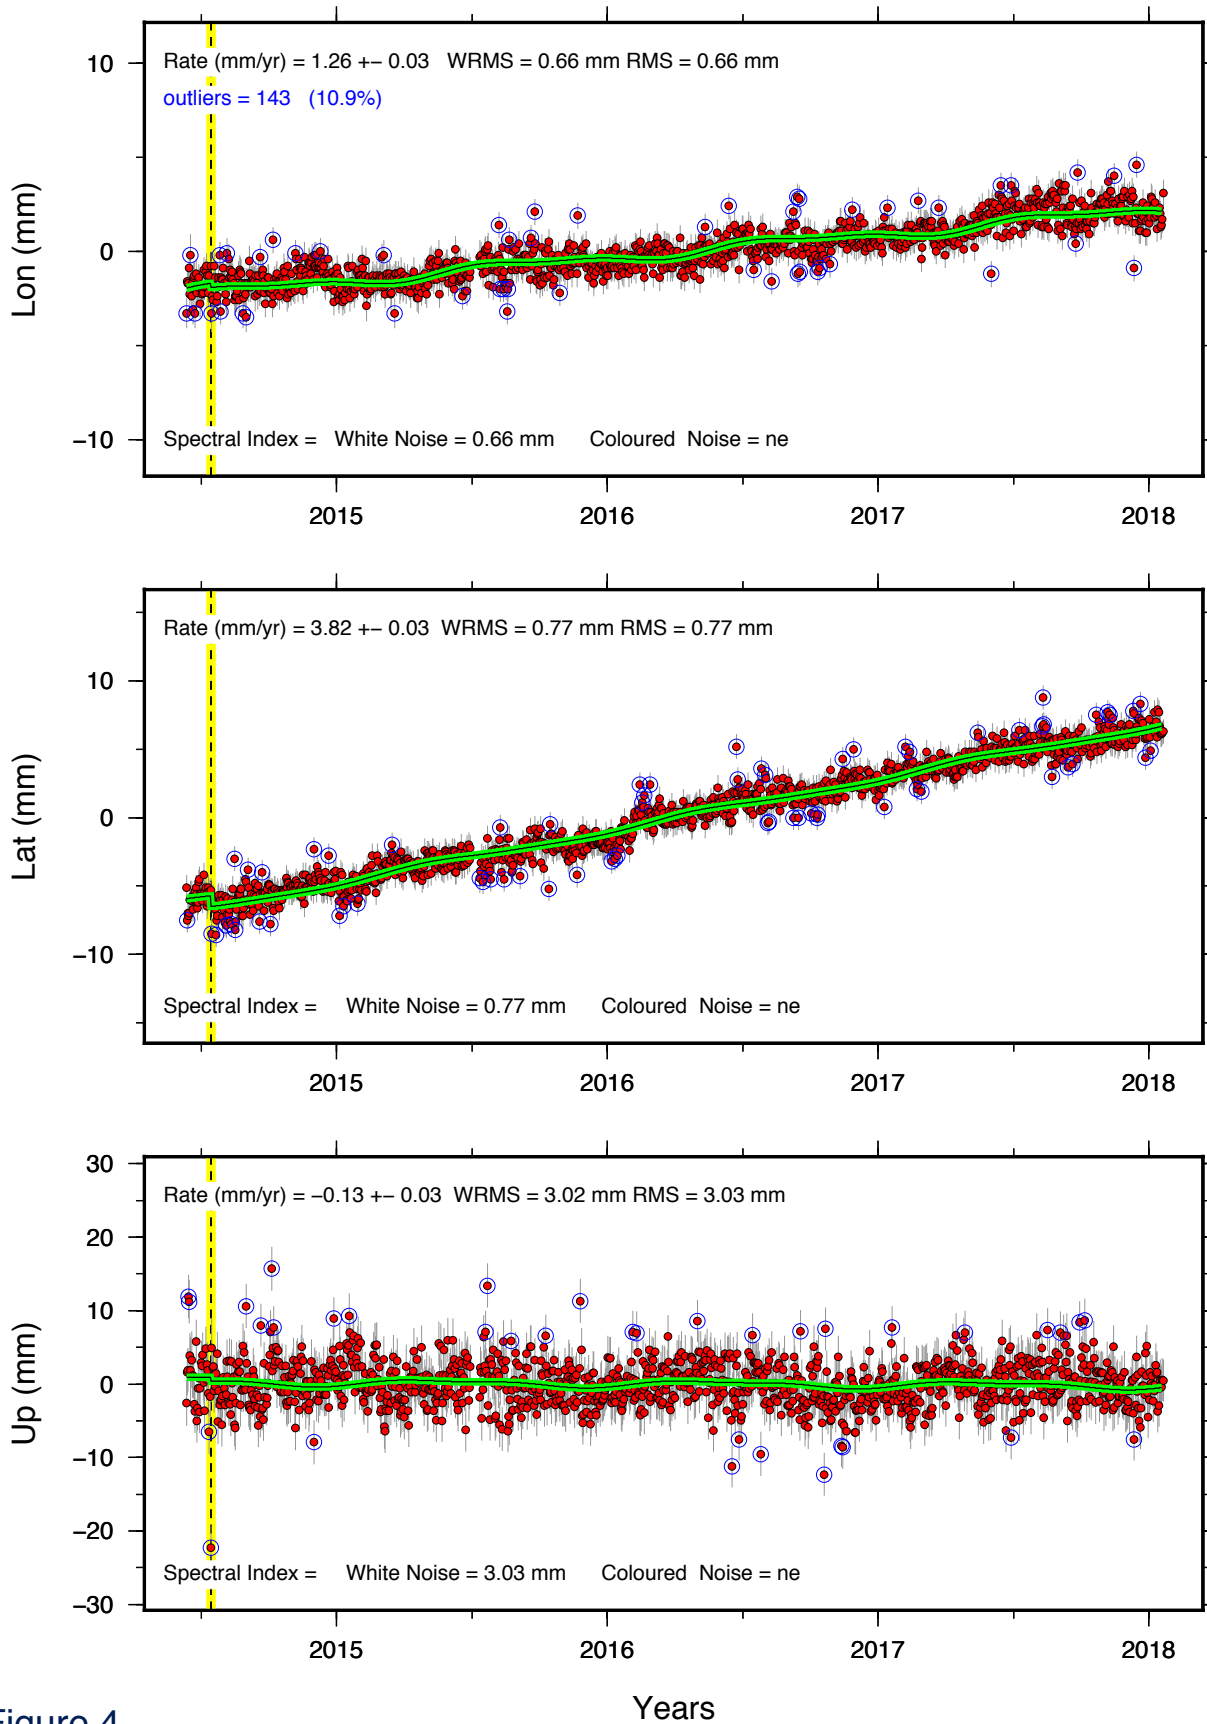 10
0
−10
Lon (mm)
Rate (mm/yr) = 1.26 +− 0.03 WRMS = 0.66 mm RMS = 0.66 mm
outliers = 143 (10.9%)
Spectral Index = White Noise = 0.66 mm Coloured Noise = ne
2015 2016 2017 2018
10
0
−10
Lat (mm)
Rate (mm/yr) = 3.82 +− 0.03 WRMS = 0.77 mm RMS = 0.77 mm
Spectral Index = White Noise = 0.77 mm Coloured Noise = ne
2015 2016 2017 2018
30
20
10
0
−10
−20
−30
Up (mm)
Rate (mm/yr) = −0.13 +− 0.03 WRMS = 3.02 mm RMS = 3.03 mm
Spectral Index = White Noise = 3.03 mm Coloured Noise = ne
2015 2016 2017 2018
Years
Figure 4